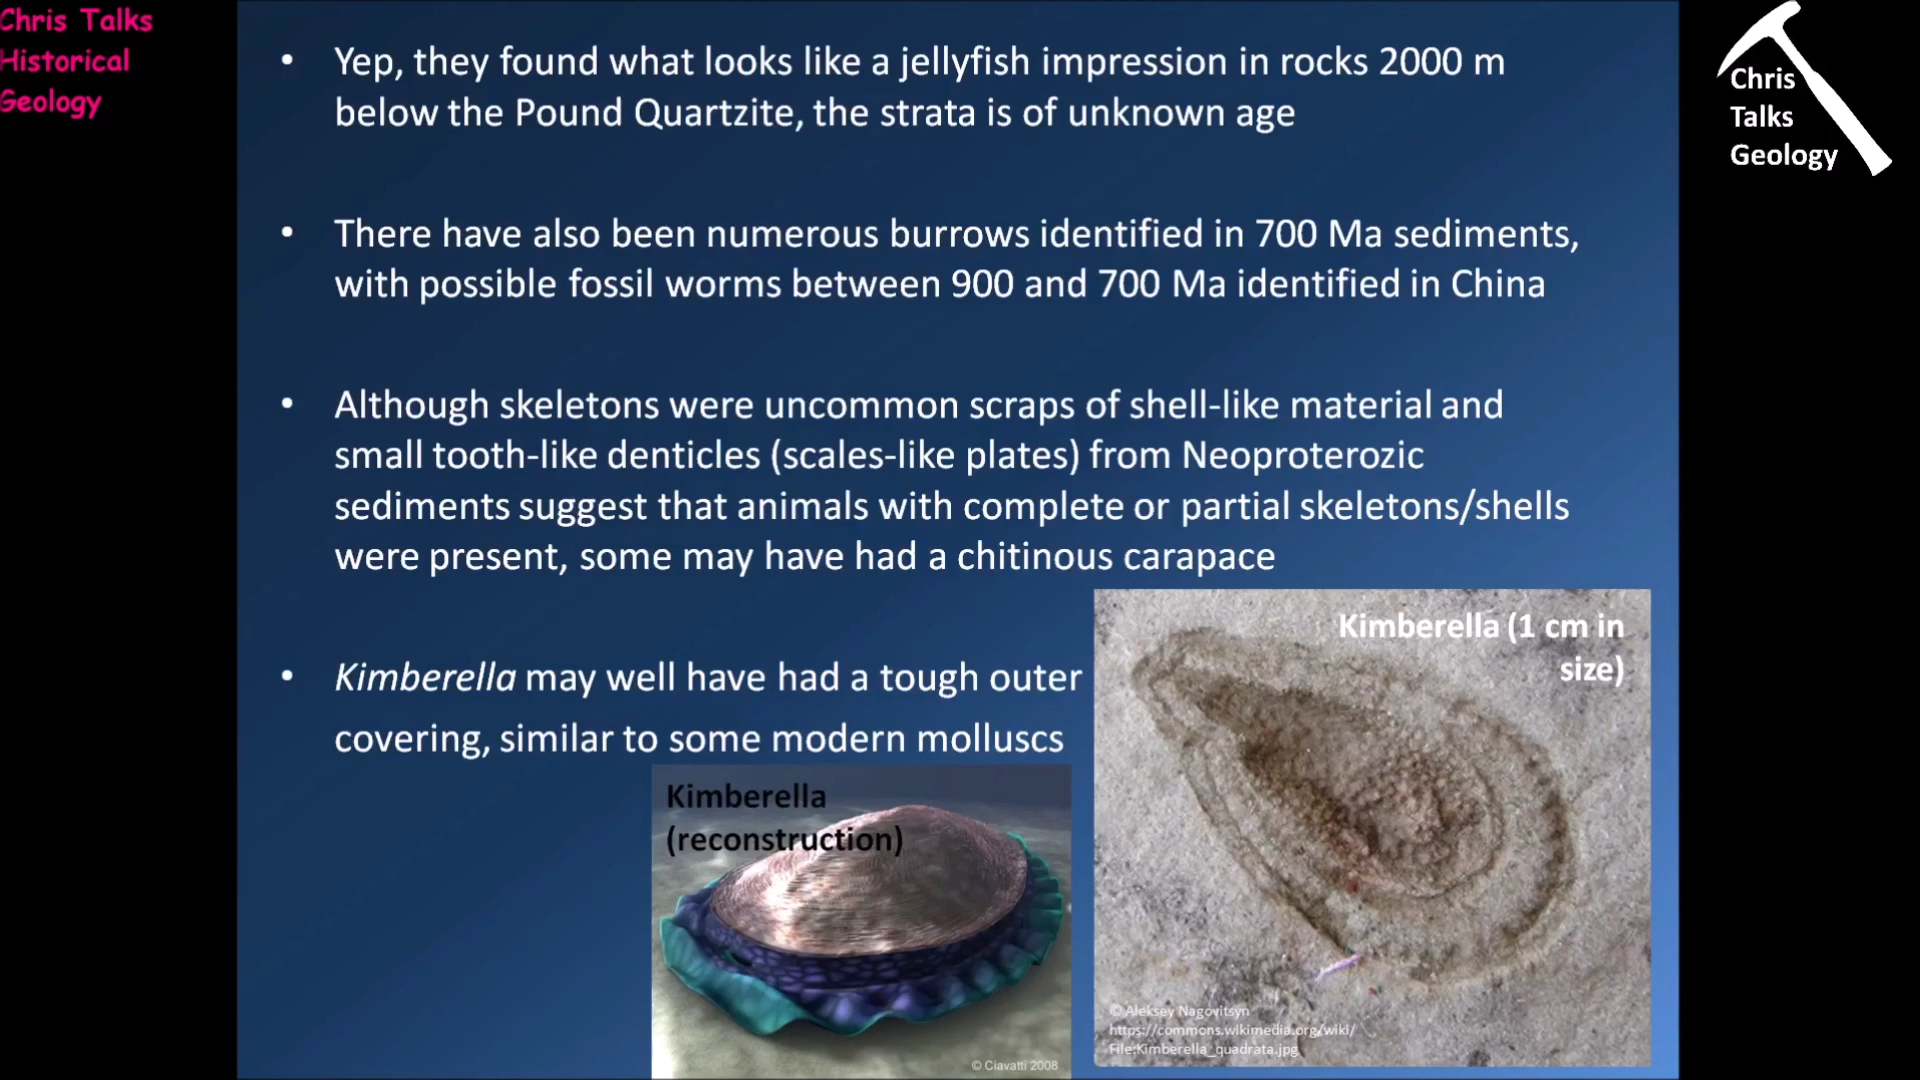 Chris Talks
Historical
Geology
Chris
Talks
Geology
• Yep, they found what looks like a jellyfish impression in rocks 2000 m
below the Pound Quartzite, the strata is of unknown age
• There have also been numerous burrows identified in 700 Ma sediments,
with possible fossil worms between 900 and 700 Ma identified in China
• Although skeletons were uncommon scraps of shell-like material and
small tooth-like denticles (scales-like plates) from Neoproterozic
sediments suggest that animals with complete or partial skeletons/shells
were present, some may have had a chitinous carapace
• Kimberella may well have had a tough outer
covering, similar to some modern molluscs
Kimberella
(reconstruction)
© Ciavatti 2008
Kimberella (1 cm in
size)
© Aleksey Nagovitsyn
https://commons.wikimedia.org/wiki/
File:Kimberella_quadrata.jpg